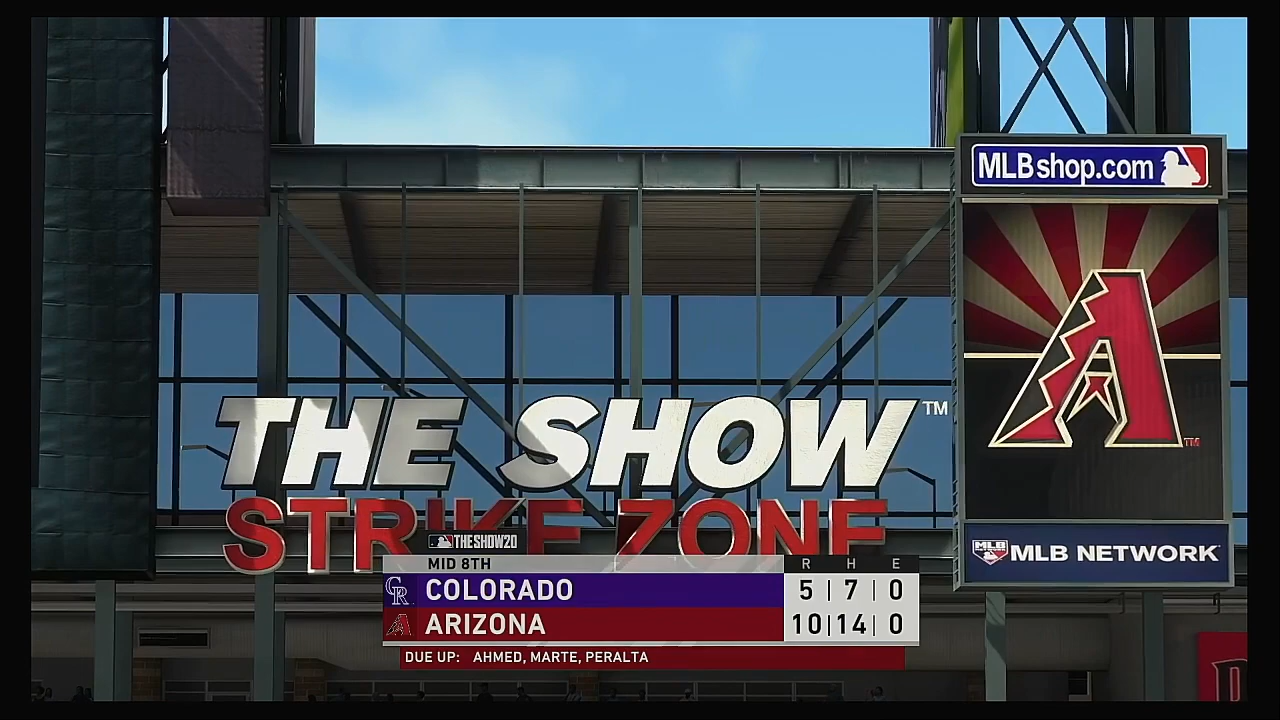 MLBshop.com
THE SHOW™
STRIKE ZONE
TM
MLB NETWORK
THESHOW20
MID 8TH R H E
COLORADO 5 7 0
ARIZONA 10 14 0
DUE UP: AHMED, MARTE, PERALTA